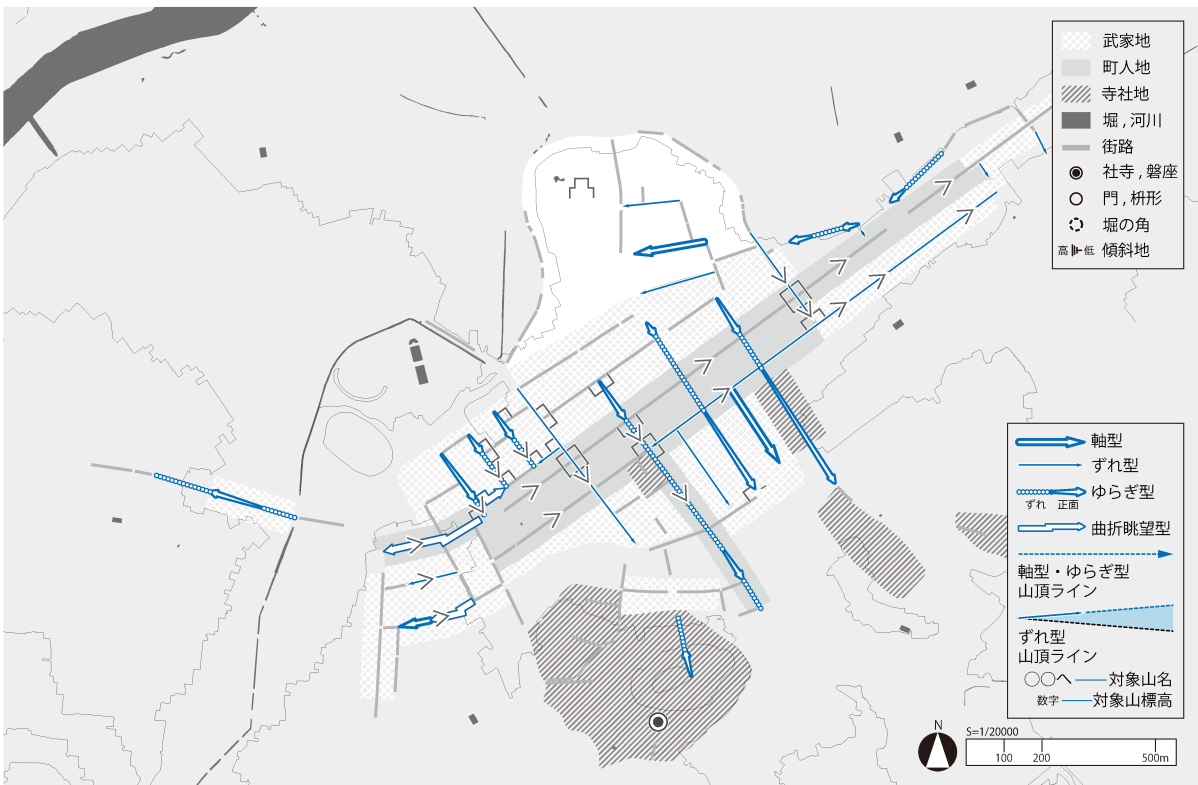 武家地
町人地
寺社地
堀 , 河川
街路
社寺 , 磐座
門 , 枡形
堀の角
高 低 傾斜地
軸型
ずれ型
ゆらぎ型
ずれ 正面
曲折眺望型
軸型・ゆらぎ型
山頂ライン
ずれ型
山頂ライン
○○へ 対象山名
数字 対象山標高
N
S=1/20000
100 200 500m